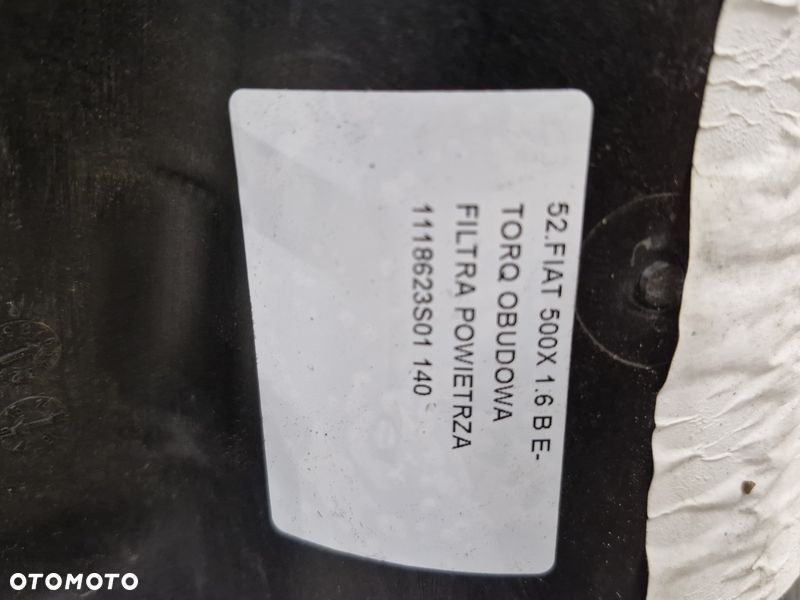 52.FIAT 500X 1.6 B E-
TORQ OBUDOWA
FILTRA POWIETRZA
1118623S01 140
OTOMOTO